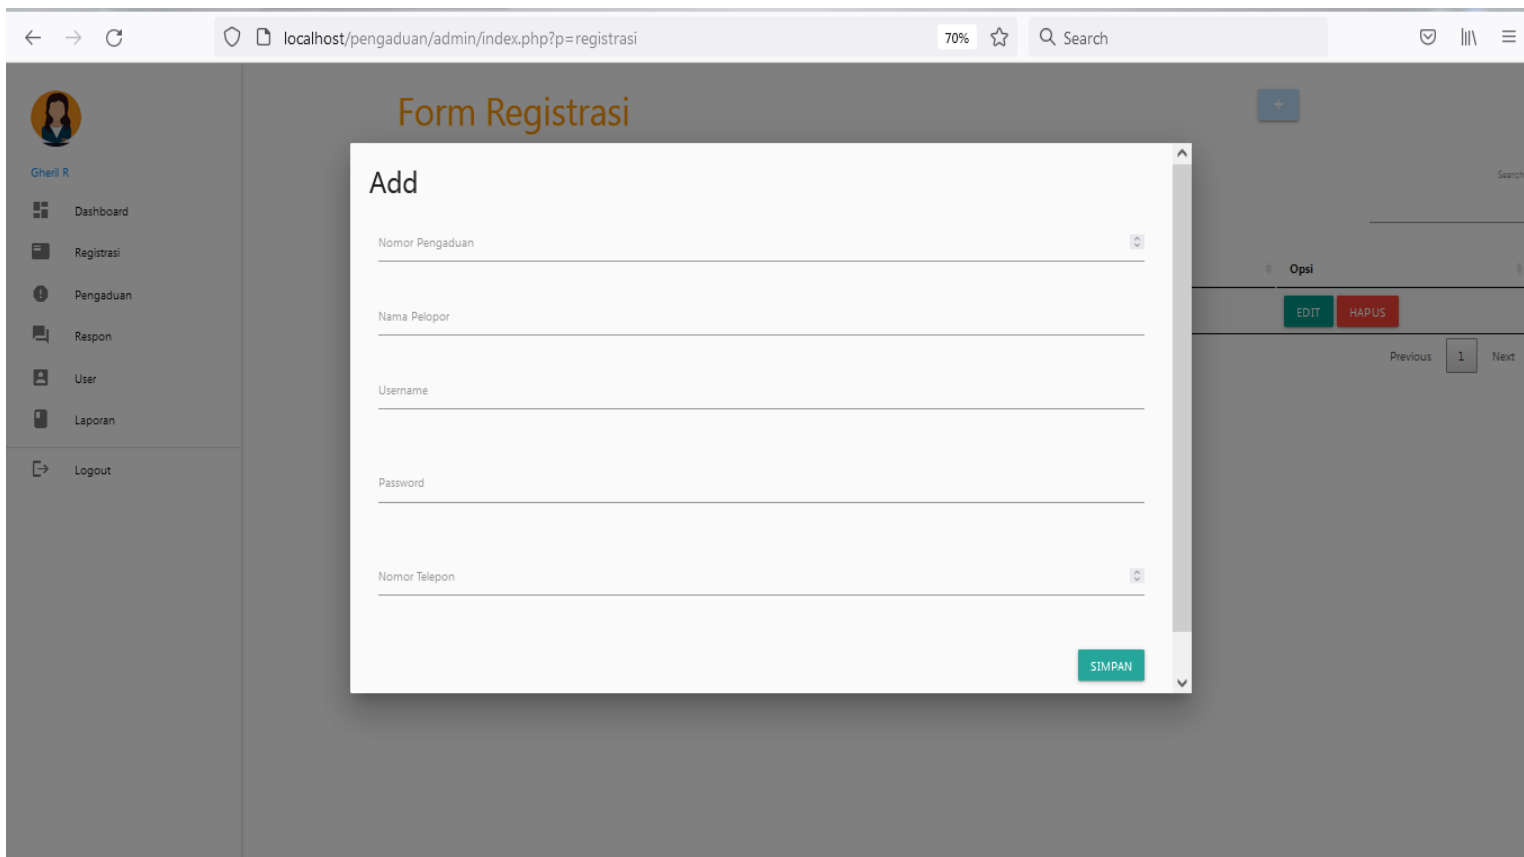 localhost/pengaduan/admin/index.php?p=registrasi
70%
Search
Form Registrasi
+
Gheril R
Dashboard
Registrasi
Pengaduan
Respon
User
Laporan
Logout
Add
Nomor Pengaduan
Nama Pelopor
Username
Password
Nomor Telepon
SIMPAN
Search
Opsi
EDIT HAPUS
Previous 1 Next